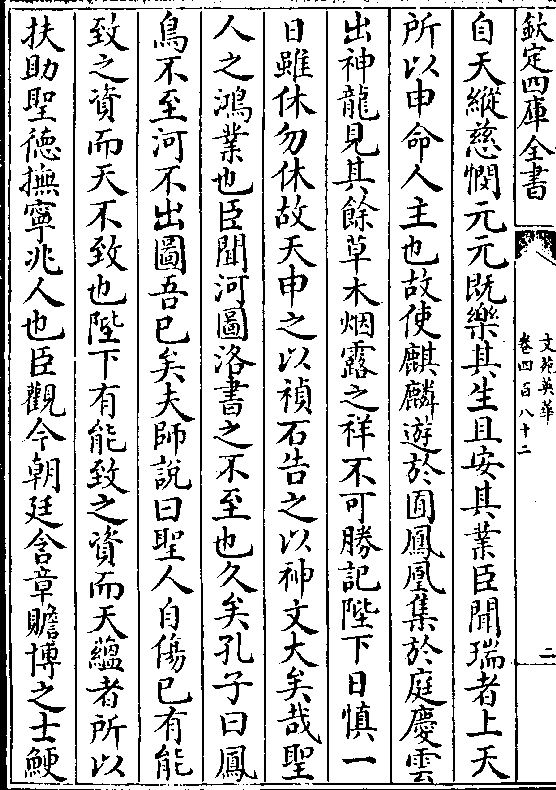 欽定四庫全書
文苑英華
卷四百八十二
二
自天縱慈憫元元既樂其生且安其業臣聞瑞者上天
所以申命人主也故使麒麟遊於囿鳳凰集於庭慶雲
出神龍見其餘草木烟露之祥不可勝記陛下日慎一
日雖休勿休故天申之以禎石告之以神文大矣哉聖
人之鴻業也臣聞河圖洛書之不至也久矣孔子曰鳳
鳥不至河不出圖吾已矣夫師說曰聖人自傷已有能
致之資而天不致也陛下有能致之資而天蘊者所以
扶助聖德撫寧兆人也臣觀今朝廷含章贍博之士鯁